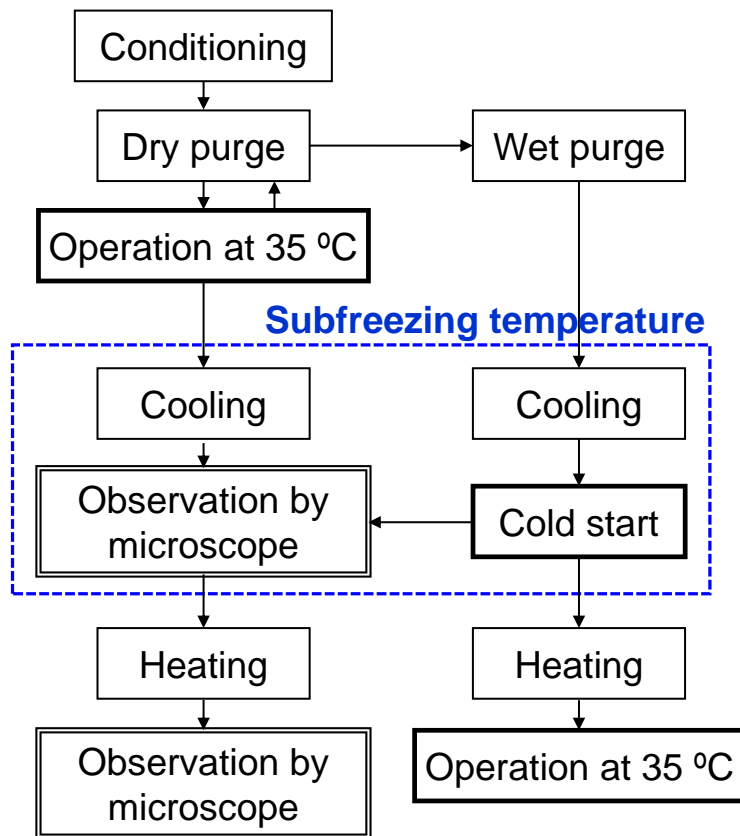 Conditioning
Dry purge
Wet purge
Operation at 35 ºC
Subfreezing temperature
Cooling
Cooling
Observation by
microscope
Cold start
Heating
Heating
Observation by
microscope
Operation at 35 ºC